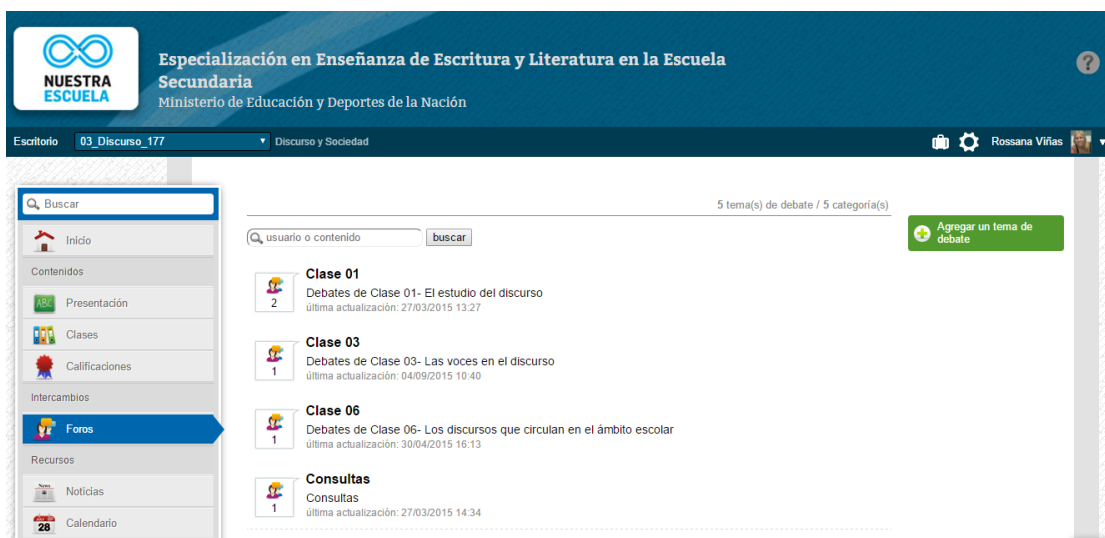 NUESTRA
ESCUELA
Especialización en Enseñanza de Escritura y Literatura en la Escuela
Secundaria
Ministerio de Educación y Deportes de la Nación
?
Escritorio 03_Discurso_177 Discurso y Sociedad Rossana Viñas
Buscar
Inicio
Contenidos
ABC Presentación
Clases
Calificaciones
Intercambios
Foros
Recursos
News Noticias
28 Calendario
5 tema(s) de debate / 5 categoría(s)
usuario o contenido buscar
Agregar un tema de
debate
Clase 01
Debates de Clase 01- El estudio del discurso
2
última actualización: 27/03/2015 13:27
Clase 03
Debates de Clase 03- Las voces en el discurso
1
última actualización: 04/09/2015 10:40
Clase 06
Debates de Clase 06- Los discursos que circulan en el ámbito escolar
1
última actualización: 30/04/2015 16:13
Consultas
Consultas
1
última actualización: 27/03/2015 14:34